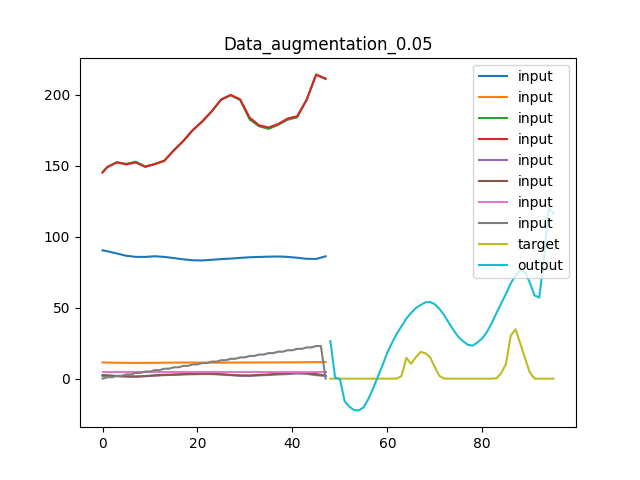 Data_augmentation_0.05
input
input
input
input
input
input
input
input
target
output
200
150
100
50
0
0 20 40 60 80